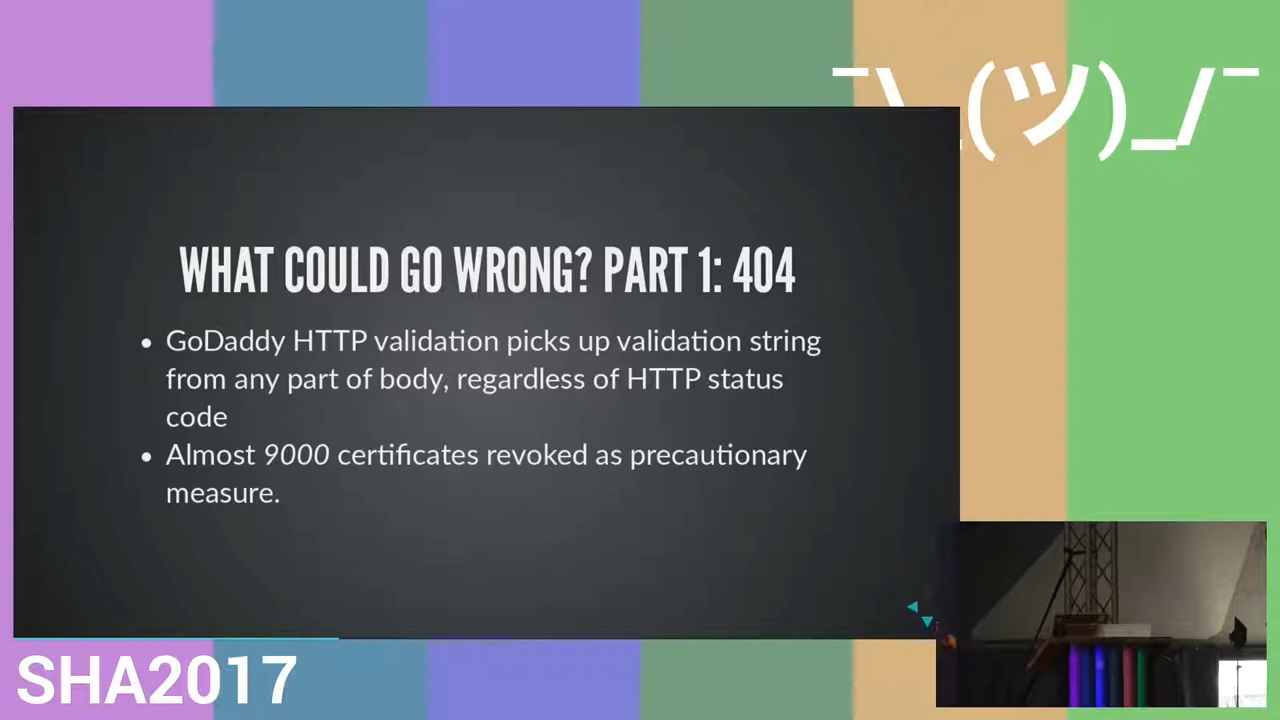 ¯\_(ツ)_/¯
WHAT COULD GO WRONG? PART 1: 404
• GoDaddy HTTP validation picks up validation string
from any part of body, regardless of HTTP status
code
• Almost 9000 certificates revoked as precautionary
measure.
SHA2017